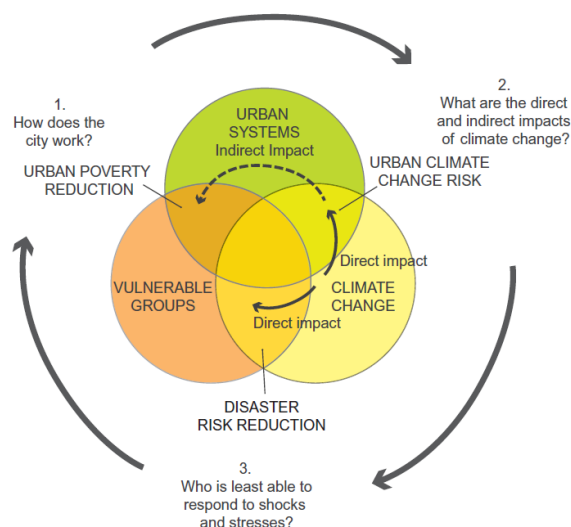 1.
How does the
city work?
2.
What are the direct
and indirect impacts
of climate change?
URBAN
SYSTEMS
Indirect Impact
URBAN POVERTY
REDUCTION
URBAN CLIMATE
CHANGE RISK
Direct impact
VULNERABLE
GROUPS
CLIMATE
CHANGE
Direct impact
DISASTER
RISK REDUCTION
3.
Who is least able to
respond to shocks
and stresses?